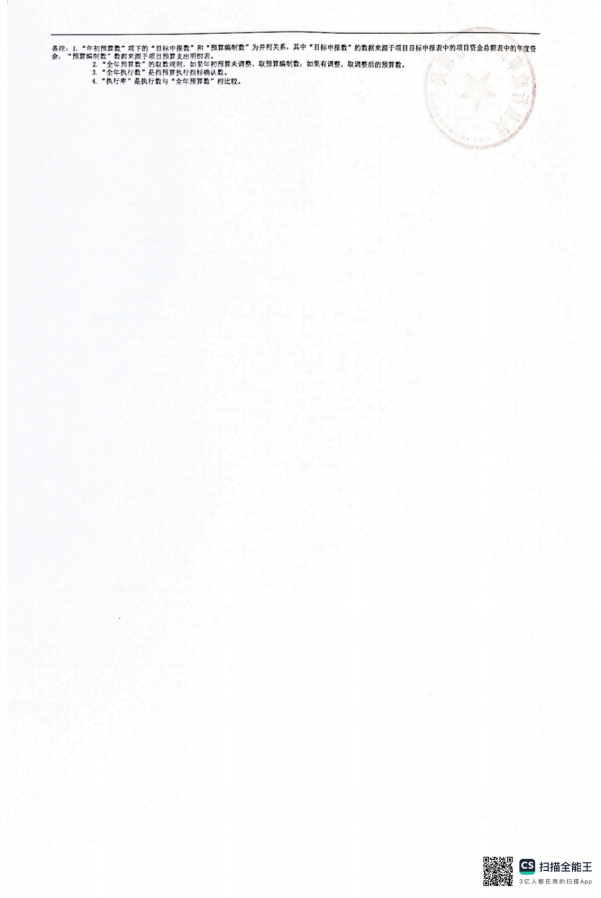 备注：1.“年初预算数”项下的“目标申报数”和“预算编制数”为并列关系，其中“目标申报数”的数据来源于项目目标申报表中的项目资金总额表中的年度资
金，“预算编制数”数据来源于项目预算支出明细表。
2.“全年预算数”的取数规则，如果年初预算未调整，取预算编制数；如果有调整，取调整后的预算数。
3.“全年执行数”是指预算执行指标确认数。
4.“执行率”是执行数与“全年预算数”相比较。
CS 扫描全能王
3亿人都在用的扫描App